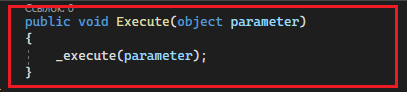 Ссылок: 0
public void Execute(object parameter)
{
_execute(parameter);
}